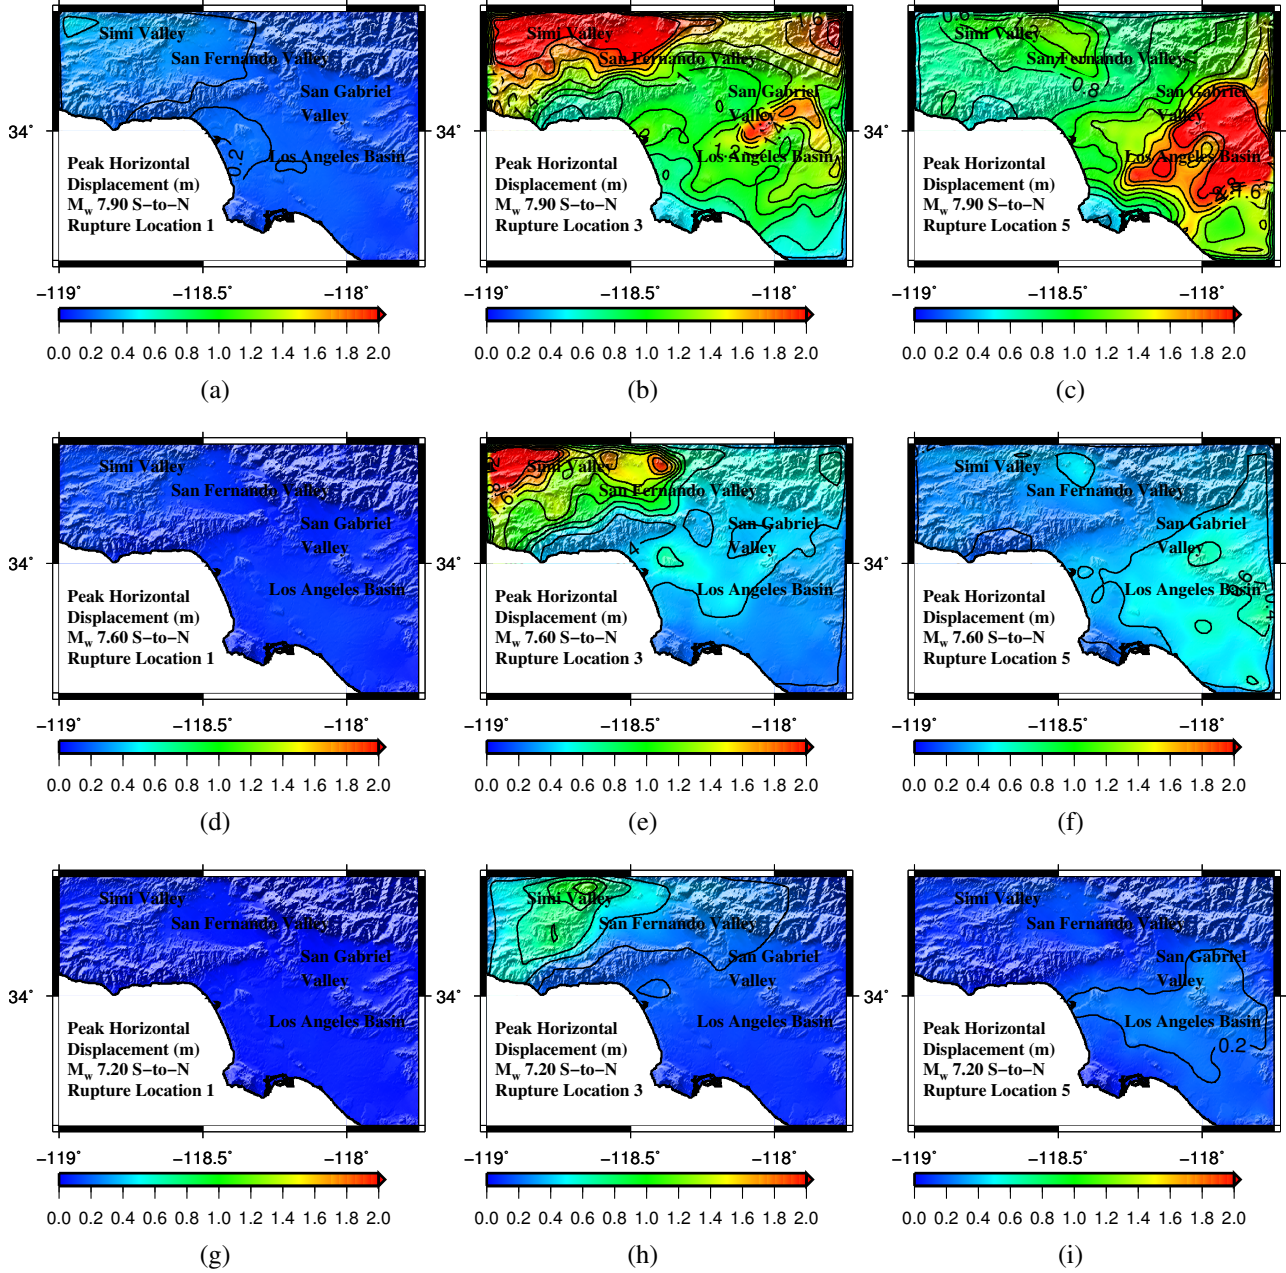 Simi Valley
San Fernando Valley
San Gabriel
Valley
34°
0.2
Los Angeles Basin
Peak Horizontal
Displacement (m)
Mw 7.90 S−to−N
Rupture Location 1
−119° −118.5° −118°
0.0 0.2 0.4 0.6 0.8 1.0 1.2 1.4 1.6 1.8 2.0
(a)
1.6
Simi Valley
San Fernando Valley
1
San Gabriel
Valley
34°
Los Angeles Basin
Peak Horizontal
Displacement (m)
Mw 7.90 S−to−N
Rupture Location 3
−119° −118.5° −118°
0.0 0.2 0.4 0.6 0.8 1.0 1.2 1.4 1.6 1.8 2.0
(b)
0.6
Simi Valley
San Fernando Valley
0.8
San Gabriel
Valley
34°
Los Angeles Basin
Peak Horizontal
Displacement (m)
Mw 7.90 S−to−N
Rupture Location 5
−119° −118.5° −118°
0.0 0.2 0.4 0.6 0.8 1.0 1.2 1.4 1.6 1.8 2.0
(c)
Simi Valley
San Fernando Valley
San Gabriel
Valley
34°
Los Angeles Basin
Peak Horizontal
Displacement (m)
Mw 7.60 S−to−N
Rupture Location 1
−119° −118.5° −118°
0.0 0.2 0.4 0.6 0.8 1.0 1.2 1.4 1.6 1.8 2.0
(d)
Simi Valley
San Fernando Valley
San Gabriel
Valley
34°
Los Angeles Basin
Peak Horizontal
Displacement (m)
Mw 7.60 S−to−N
Rupture Location 3
−119° −118.5° −118°
0.0 0.2 0.4 0.6 0.8 1.0 1.2 1.4 1.6 1.8 2.0
(e)
Simi Valley
San Fernando Valley
San Gabriel
Valley
34°
Los Angeles Basin
Peak Horizontal
Displacement (m)
Mw 7.60 S−to−N
Rupture Location 5
−119° −118.5° −118°
0.0 0.2 0.4 0.6 0.8 1.0 1.2 1.4 1.6 1.8 2.0
(f)
Simi Valley
San Fernando Valley
San Gabriel
Valley
34°
Los Angeles Basin
Peak Horizontal
Displacement (m)
Mw 7.20 S−to−N
Rupture Location 1
−119° −118.5° −118°
0.0 0.2 0.4 0.6 0.8 1.0 1.2 1.4 1.6 1.8 2.0
(g)
Simi Valley
San Fernando Valley
San Gabriel
Valley
34°
Los Angeles Basin
Peak Horizontal
Displacement (m)
Mw 7.20 S−to−N
Rupture Location 3
−119° −118.5° −118°
0.0 0.2 0.4 0.6 0.8 1.0 1.2 1.4 1.6 1.8 2.0
(h)
Simi Valley
San Fernando Valley
San Gabriel
Valley
34°
Los Angeles Basin
0.2
Peak Horizontal
Displacement (m)
Mw 7.20 S−to−N
Rupture Location 5
−119° −118.5° −118°
0.0 0.2 0.4 0.6 0.8 1.0 1.2 1.4 1.6 1.8 2.0
(i)